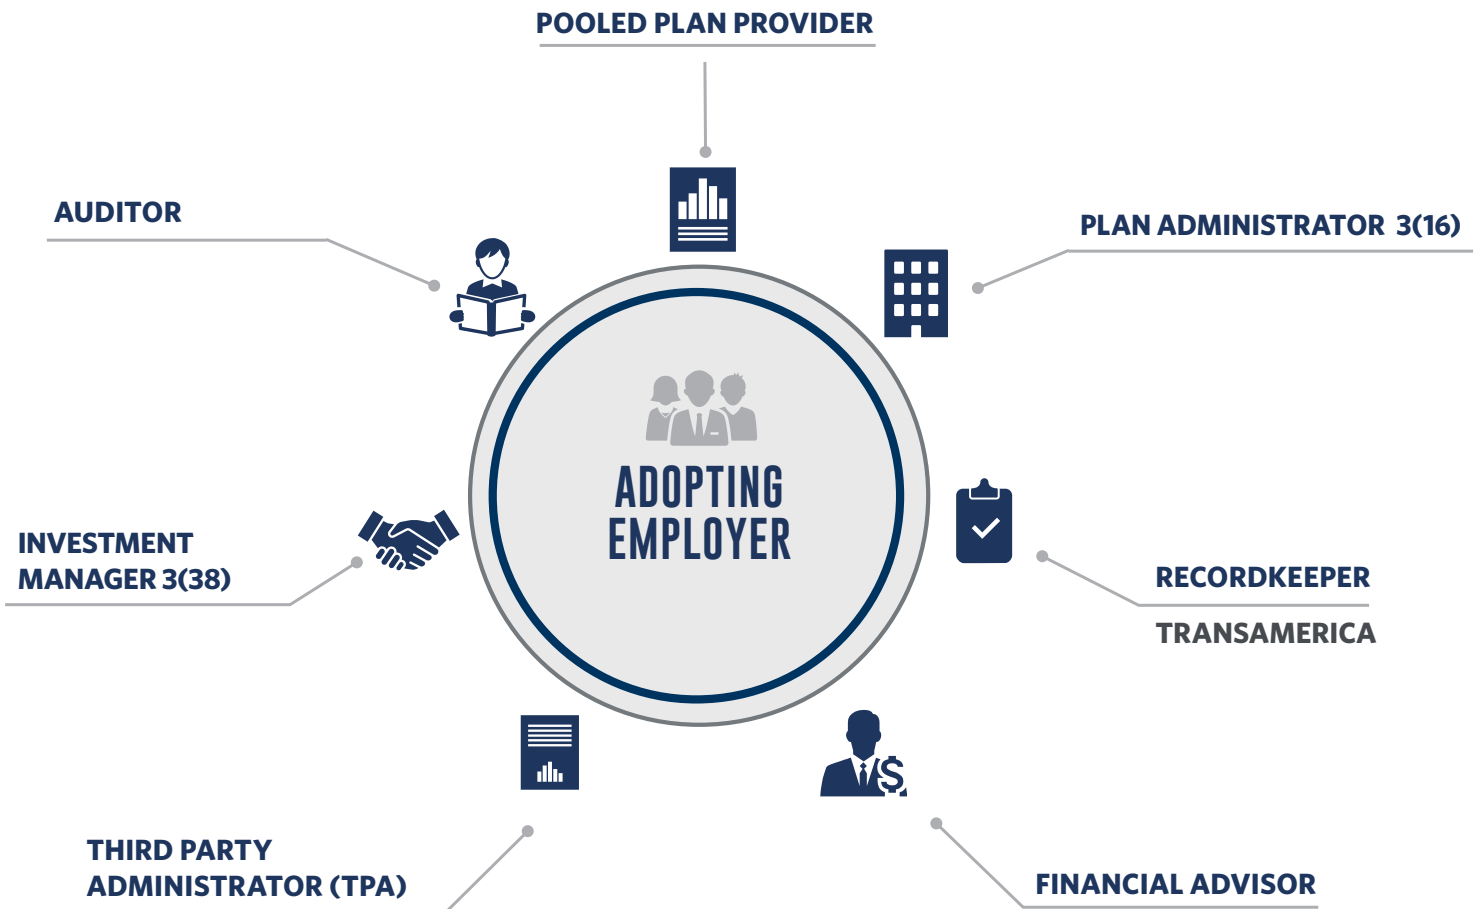 POOLED PLAN PROVIDER
AUDITOR
PLAN ADMINISTRATOR 3(16)
ADOPTING
EMPLOYER
INVESTMENT
MANAGER 3(38)
RECORDKEEPER
TRANSAMERICA
THIRD PARTY
ADMINISTRATOR (TPA)
FINANCIAL ADVISOR